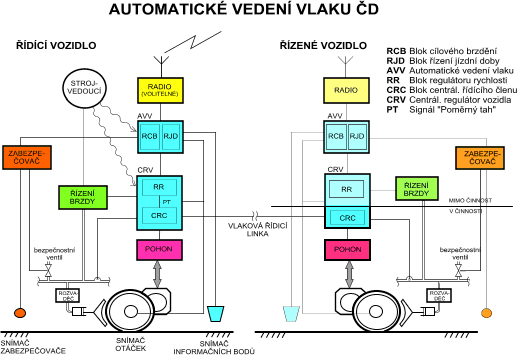 AUTOMATICKÉ VEDENÍ VLAKU ČD
ŘÍDÍCÍ VOZIDLO
ŘÍZENÉ VOZIDLO
RCB Blok cílového brzdění
RJD Blok řízení jízdní doby
AVV Automatické vedení vlaku
RR Blok regulátoru rychlosti
CRC Blok centrál. řídícího členu
CRV Centrál. regulátor vozidla
PT Signál "Poměrný tah"
STROJ-
VEDOUCÍ
RADIO
(VOLITELNĚ)
AVV
RCB RJD
ZABEZPE-
ČOVAČ
CRV
RR
PT
CRC
ŘÍZENÍ
BRZDY
POHON
bezpečnostní
ventil
ROZVA-
DĚČ
SNÍMAČ
ZABEZPEČOVAČE
SNÍMAČ
OTÁČEK
SNÍMAČ
INFORMAČNÍCH BODŮ
VLAKOVÁ ŘÍDICÍ
LINKA
RADIO
AVV
RCB RJD
CRV
RR
CRC
POHON
ŘÍZENÍ
BRZDY
ZABEZPE-
ČOVAČ
MIMO ČINNOST
V ČINNOSTI
bezpečnostní
ventil
ROZVA-
DĚČ